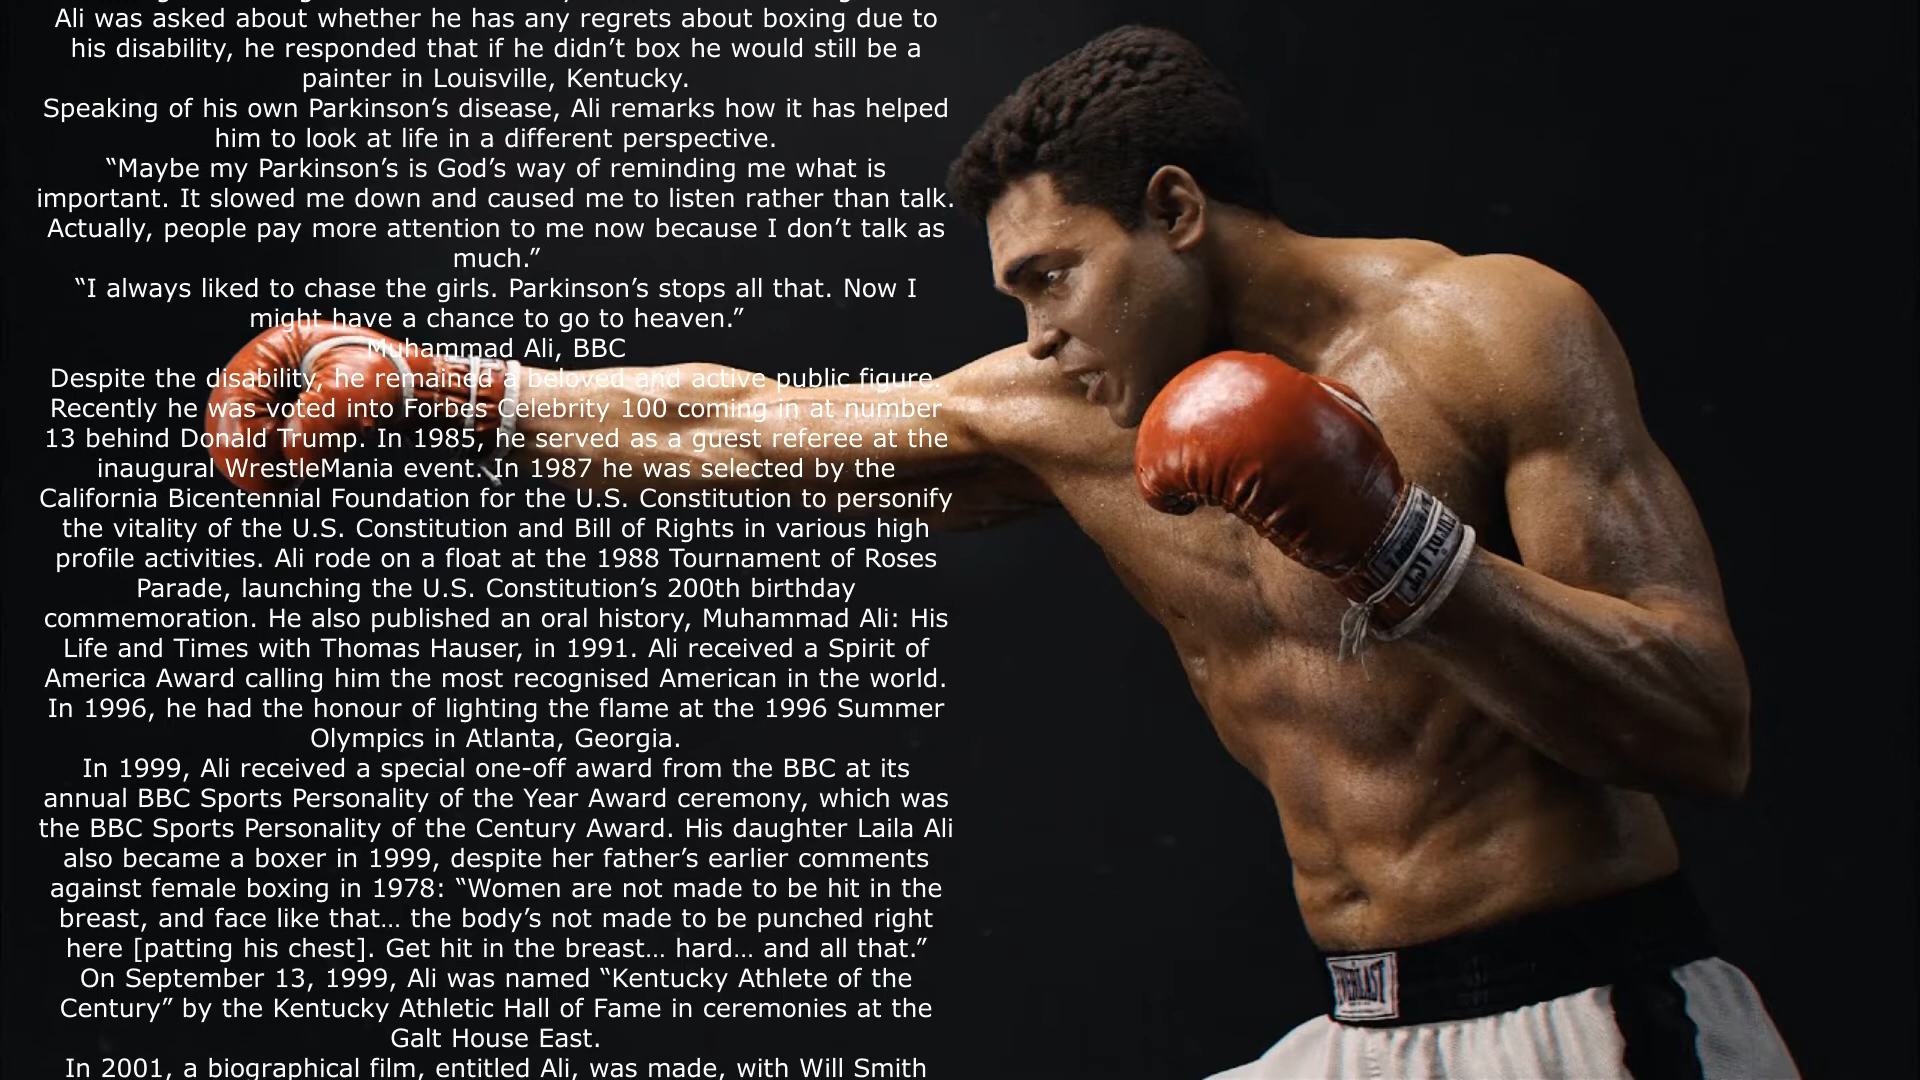 Ali was asked about whether he has any regrets about boxing due to
his disability, he responded that if he didn’t box he would still be a
painter in Louisville, Kentucky.
Speaking of his own Parkinson’s disease, Ali remarks how it has helped
him to look at life in a different perspective.
“Maybe my Parkinson’s is God’s way of reminding me what is
important. It slowed me down and caused me to listen rather than talk.
Actually, people pay more attention to me now because I don’t talk as
much.”
“I always liked to chase the girls. Parkinson’s stops all that. Now I
might have a chance to go to heaven.”
Muhammad Ali, BBC
Despite the disability, he remained a beloved and active public figure.
Recently he was voted into Forbes Celebrity 100 coming in at number
13 behind Donald Trump. In 1985, he served as a guest referee at the
inaugural WrestleMania event. In 1987 he was selected by the
California Bicentennial Foundation for the U.S. Constitution to personify
the vitality of the U.S. Constitution and Bill of Rights in various high
profile activities. Ali rode on a float at the 1988 Tournament of Roses
Parade, launching the U.S. Constitution’s 200th birthday
commemoration. He also published an oral history, Muhammad Ali: His
Life and Times with Thomas Hauser, in 1991. Ali received a Spirit of
America Award calling him the most recognised American in the world.
In 1996, he had the honour of lighting the flame at the 1996 Summer
Olympics in Atlanta, Georgia.
In 1999, Ali received a special one-off award from the BBC at its
annual BBC Sports Personality of the Year Award ceremony, which was
the BBC Sports Personality of the Century Award. His daughter Laila Ali
also became a boxer in 1999, despite her father’s earlier comments
against female boxing in 1978: “Women are not made to be hit in the
breast, and face like that… the body’s not made to be punched right
here [patting his chest]. Get hit in the breast… hard… and all that.”
On September 13, 1999, Ali was named “Kentucky Athlete of the
Century” by the Kentucky Athletic Hall of Fame in ceremonies at the
Galt House East.
In 2001, a biographical film, entitled Ali, was made, with Will Smith
EVERLAST